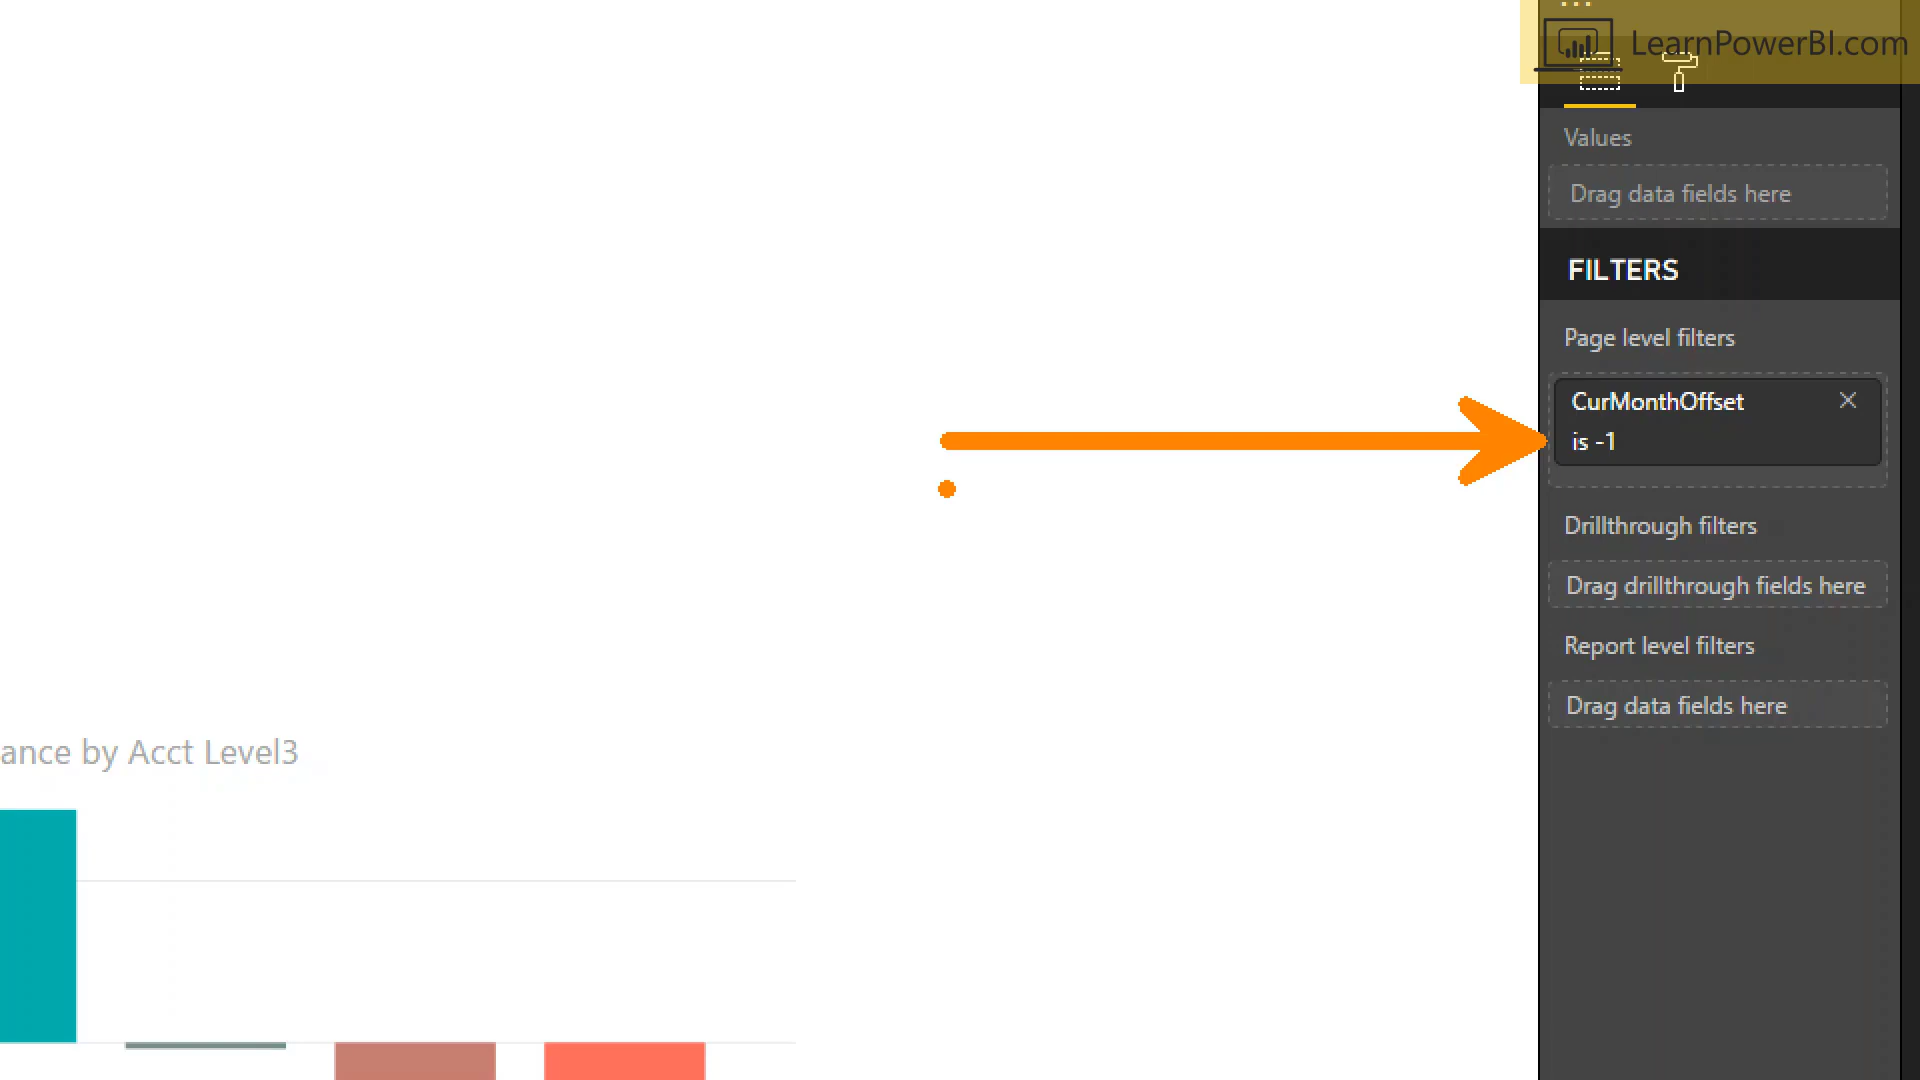 LearnPowerBI.com
Values
Drag data fields here
FILTERS
Page level filters
CurMonthOffset
is -1
Drillthrough filters
Drag drillthrough fields here
Report level filters
Drag data fields here
ance by Acct Level3